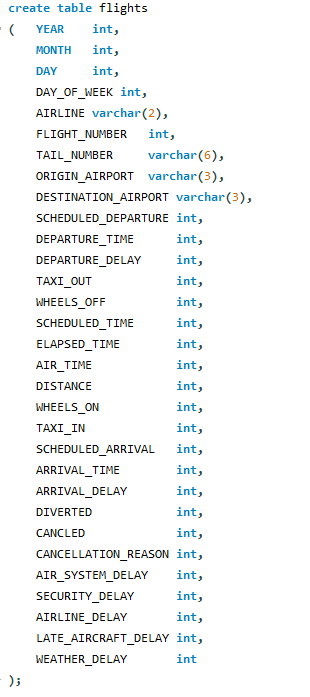 create table flights
( YEAR int,
MONTH int,
DAY int,
DAY_OF_WEEK int,
AIRLINE varchar(2),
FLIGHT_NUMBER int,
TAIL_NUMBER varchar(6),
ORIGIN_AIRPORT varchar(3),
DESTINATION_AIRPORT varchar(3),
SCHEDULED_DEPARTURE int,
DEPARTURE_TIME int,
DEPARTURE_DELAY int,
TAXI_OUT int,
WHEELS_OFF int,
SCHEDULED_TIME int,
ELAPSED_TIME int,
AIR_TIME int,
DISTANCE int,
WHEELS_ON int,
TAXI_IN int,
SCHEDULED_ARRIVAL int,
ARRIVAL_TIME int,
ARRIVAL_DELAY int,
DIVERTED int,
CANCLED int,
CANCELLATION_REASON int,
AIR_SYSTEM_DELAY int,
SECURITY_DELAY int,
AIRLINE_DELAY int,
LATE_AIRCRAFT_DELAY int,
WEATHER_DELAY int
);